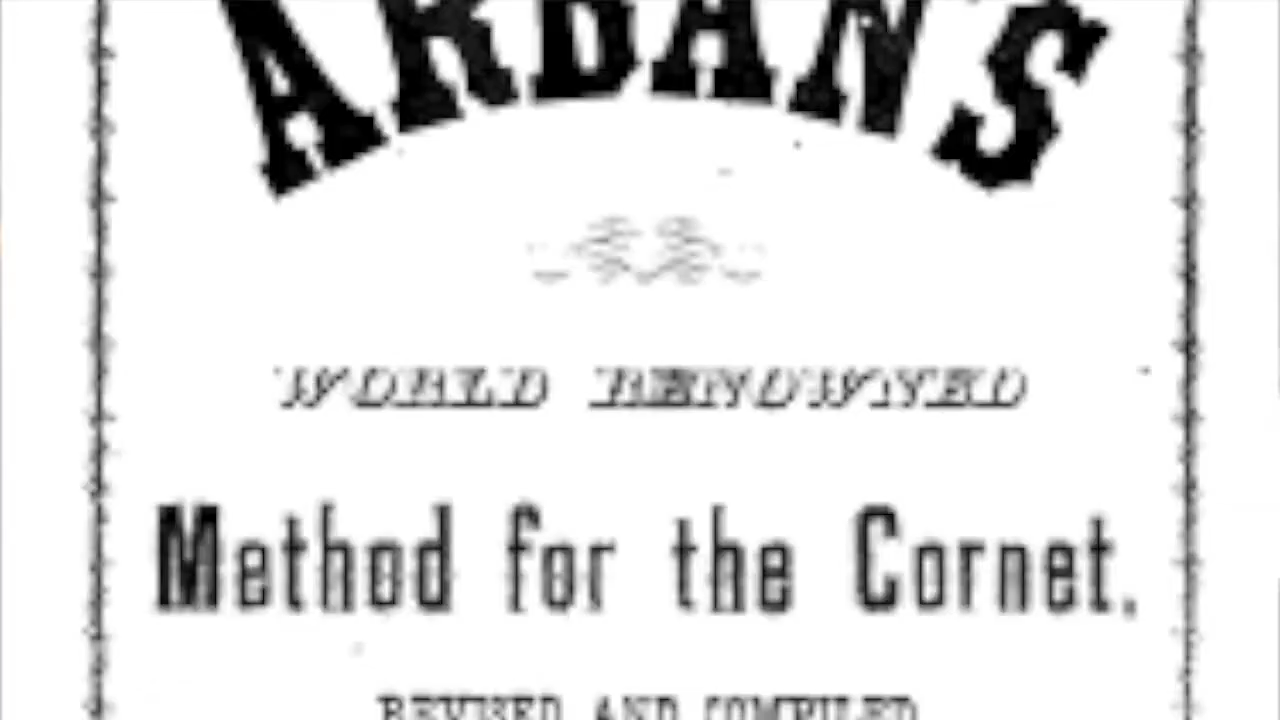 ARBAN'S
WORLD RENOWNED
Method for the Cornet.
REVISED AND COMPILED